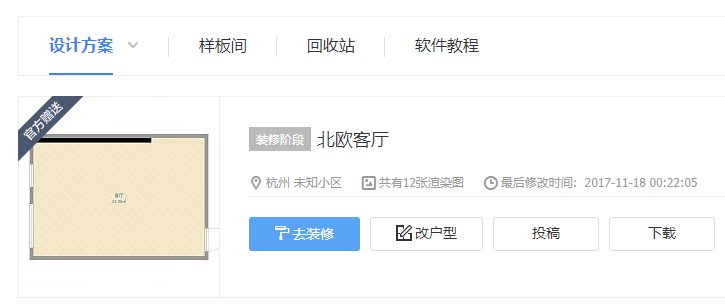 设计方案 样板间 回收站 软件教程
官方赠送
装修阶段 北欧客厅
杭州 未知小区 共有12张渲染图 最后修改时间: 2017-11-18 00:22:05
客厅
去装修 改户型 投稿 下载